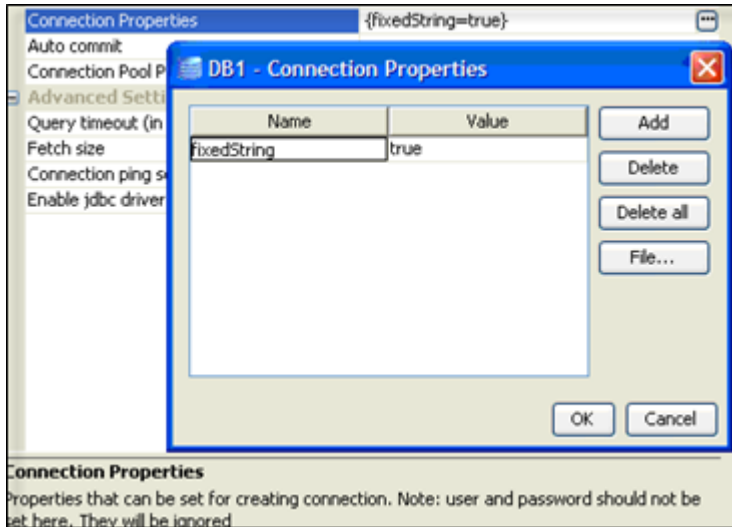 Connection Properties {fixedString=true}
Auto commit
Connection Pool P
DB1 - Connection Properties
Advanced Setti
Query timeout (in
Fetch size
Connection ping s
Enable jdbc driver
Name Value
fixedString true
Add
Delete
Delete all
File...
OK Cancel
Connection Properties
Properties that can be set for creating connection. Note: user and password should not be
set here. They will be ignored